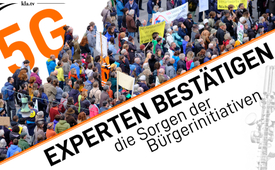 kla.tv
5G
EXPERTEN BESTÄTIGEN
die Sorgen der
Bürgerinitiativen